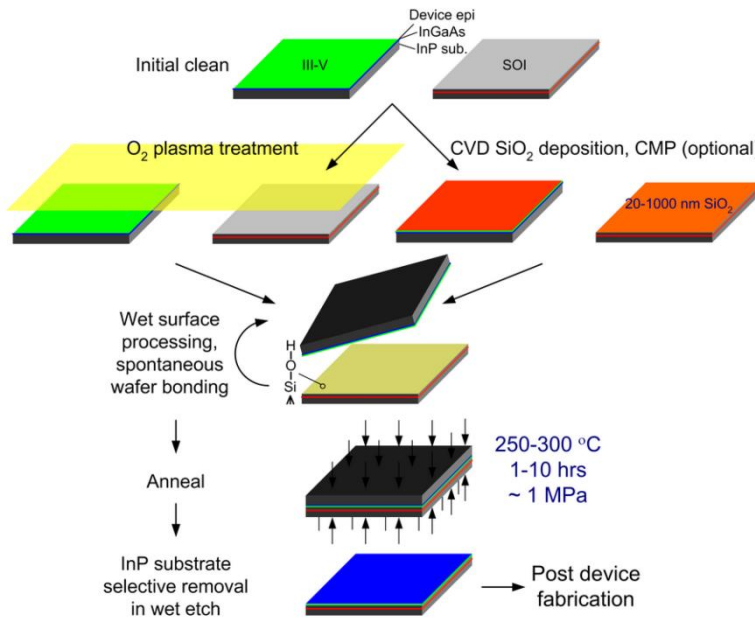 Device epi
InGaAs
InP sub.
Initial clean
III-V
SOI
O₂ plasma treatment
CVD SiO₂ deposition, CMP (optional
20-1000 nm SiO₂
Wet surface
processing,
spontaneous
wafer bonding
H
O
Si
250-300 °C
1-10 hrs
~ 1 MPa
Anneal
InP substrate
selective removal
in wet etch
Post device
fabrication